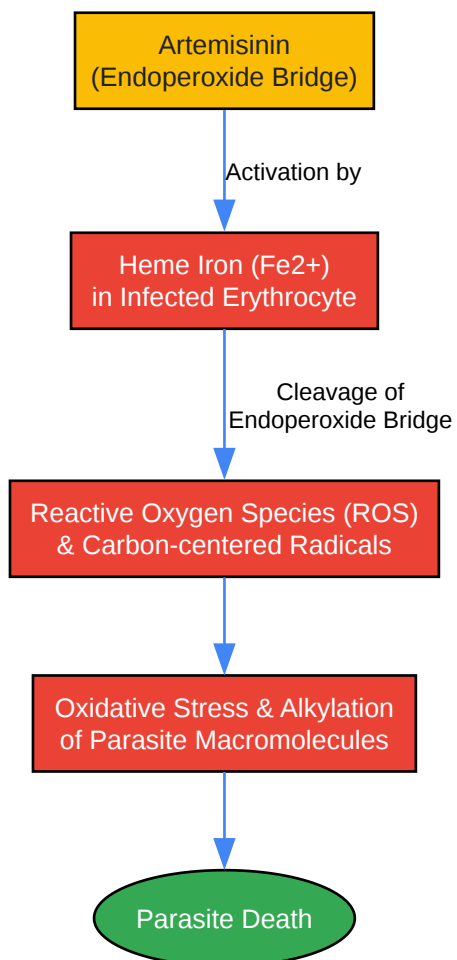 Artemisinin
(Endoperoxide Bridge)
Activation by
Heme Iron (Fe2+)
in Infected Erythrocyte
Cleavage of
Endoperoxide Bridge
Reactive Oxygen Species (ROS)
& Carbon-centered Radicals
Oxidative Stress & Alkylation
of Parasite Macromolecules
Parasite Death